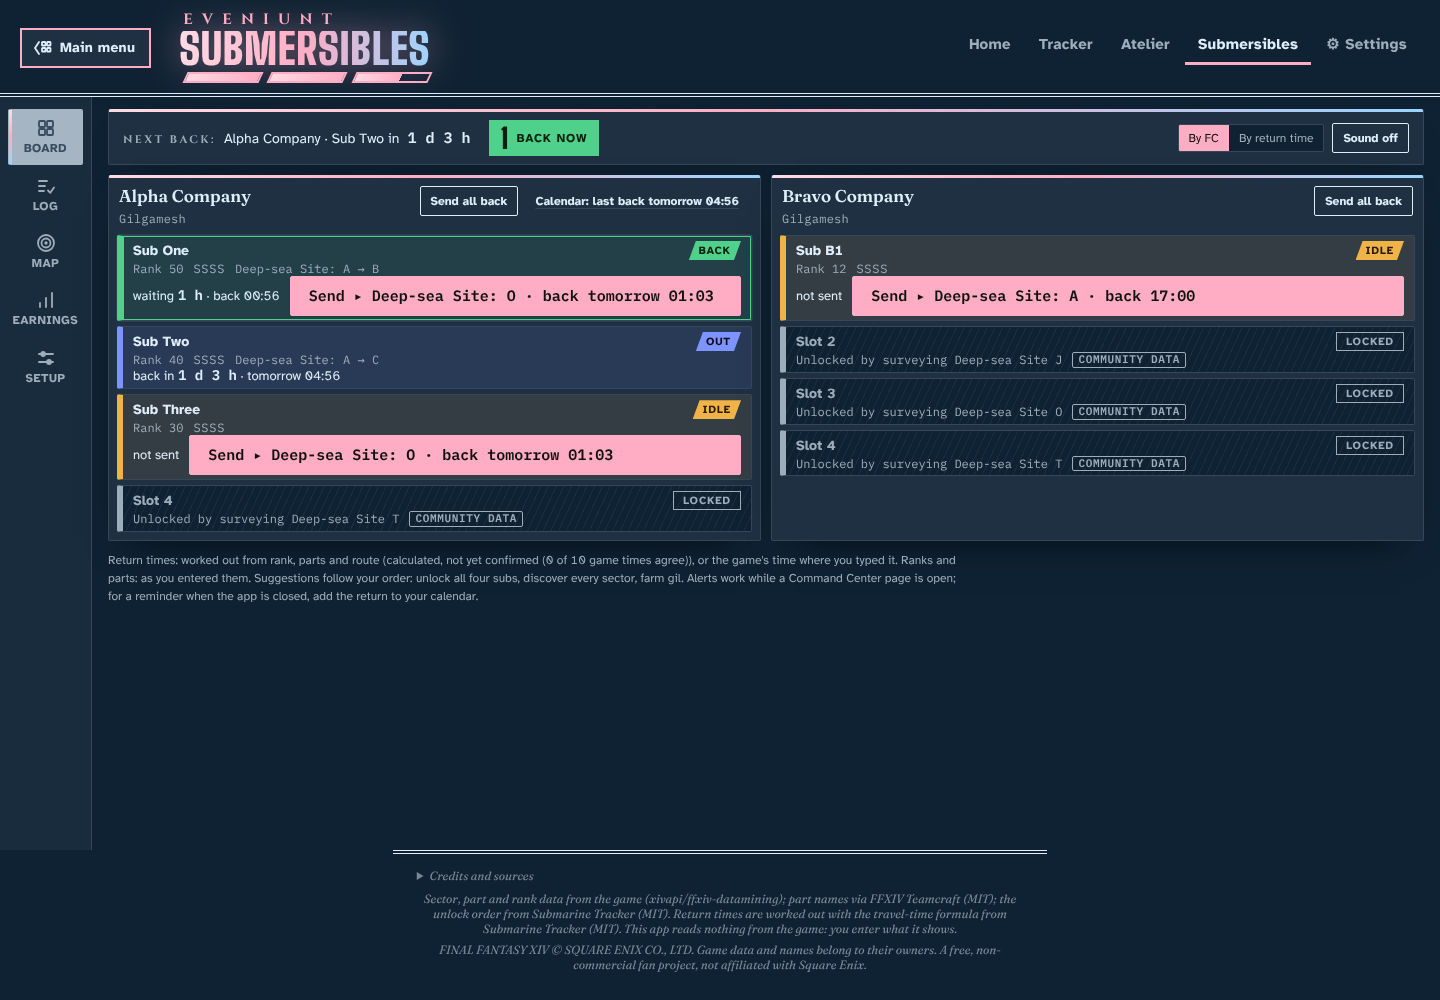 Main menu
EVENIUNT
SUBMERSIBLES
Home
Tracker
Atelier
Submersibles
⚙ Settings
BOARD
LOG
MAP
EARNINGS
SETUP
NEXT BACK: Alpha Company · Sub Two in 1 d 3 h
1 BACK NOW
By FC
By return time
Sound off
Alpha Company
Gilgamesh
Send all back
Calendar: last back tomorrow 04:56
Sub One
BACK
Rank 50 SSSS Deep-sea Site: A → B
waiting 1 h · back 00:56
Send ▸ Deep-sea Site: O · back tomorrow 01:03
Sub Two
OUT
Rank 40 SSSS Deep-sea Site: A → C
back in 1 d 3 h · tomorrow 04:56
Sub Three
IDLE
Rank 30 SSSS
not sent
Send ▸ Deep-sea Site: O · back tomorrow 01:03
Slot 4
LOCKED
Unlocked by surveying Deep-sea Site T COMMUNITY DATA
Bravo Company
Gilgamesh
Send all back
Sub B1
IDLE
Rank 12 SSSS
not sent
Send ▸ Deep-sea Site: A · back 17:00
Slot 2
LOCKED
Unlocked by surveying Deep-sea Site J COMMUNITY DATA
Slot 3
LOCKED
Unlocked by surveying Deep-sea Site O COMMUNITY DATA
Slot 4
LOCKED
Unlocked by surveying Deep-sea Site T COMMUNITY DATA
Return times: worked out from rank, parts and route (calculated, not yet confirmed (0 of 10 game times agree)), or the game's time where you typed it. Ranks and
parts: as you entered them. Suggestions follow your order: unlock all four subs, discover every sector, farm gil. Alerts work while a Command Center page is open;
for a reminder when the app is closed, add the return to your calendar.
▶ Credits and sources
Sector, part and rank data from the game (xivapi/ffxiv-datamining); part names via FFXIV Teamcraft (MIT); the
unlock order from Submarine Tracker (MIT). Return times are worked out with the travel-time formula from
Submarine Tracker (MIT). This app reads nothing from the game: you enter what it shows.
FINAL FANTASY XIV © SQUARE ENIX CO., LTD. Game data and names belong to their owners. A free, non-
commercial fan project, not affiliated with Square Enix.